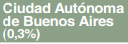 Ciudad Autónoma
de Buenos Aires
(0,3%)